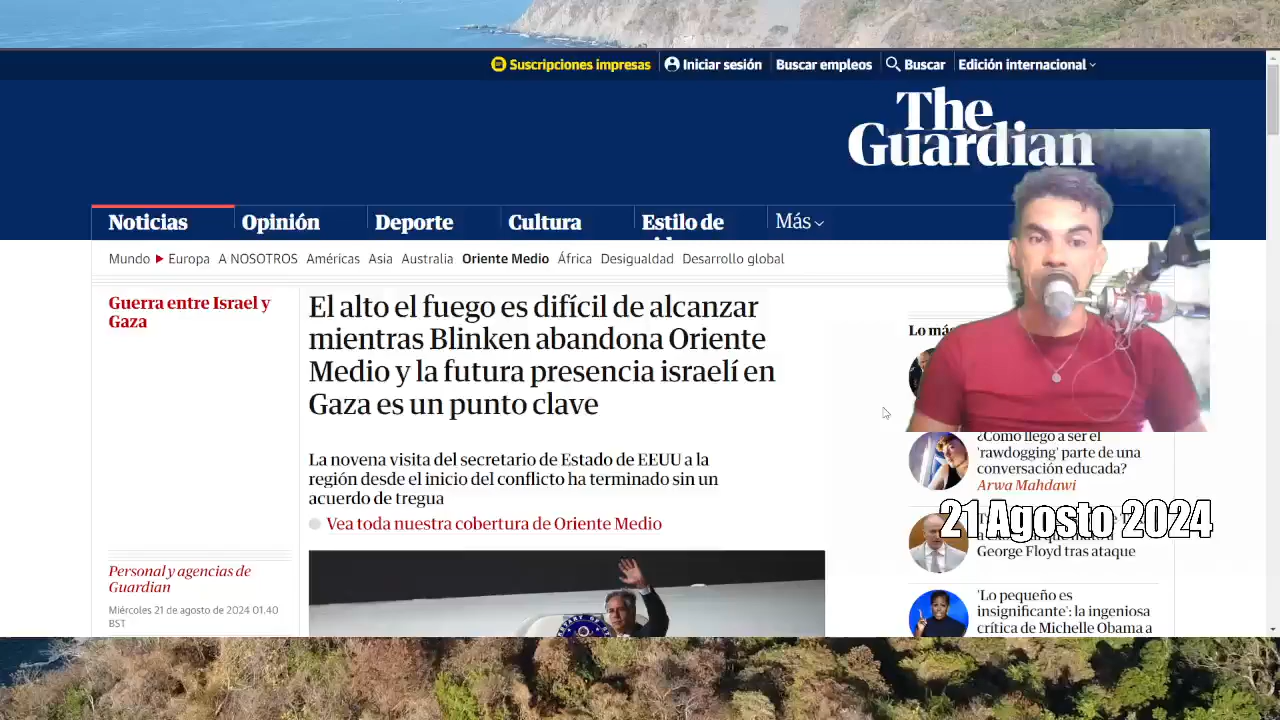 Suscripciones impresas
Iniciar sesión
Buscar empleos
Buscar
Edición internacional
The
Guardian
Noticias
Opinión
Deporte
Cultura
Estilo de
Más
Mundo
Europa
A NOSOTROS
Américas
Asia
Australia
Oriente Medio
África
Desigualdad
Desarrollo global
Guerra entre Israel y
Gaza
El alto el fuego es difícil de alcanzar
mientras Blinken abandona Oriente
Medio y la futura presencia israelí en
Gaza es un punto clave
La novena visita del secretario de Estado de EEUU a la
región desde el inicio del conflicto ha terminado sin un
acuerdo de tregua
Vea toda nuestra cobertura de Oriente Medio
Personal y agencias de
Guardian
Miércoles 21 de agosto de 2024 01.40
BST
Lo
¿Cómo llegó a ser el
'rawdogging' parte de una
conversación educada?
Arwa Mahdawi
21 Agosto 2024
George Floyd tras ataque
'Lo pequeño es
insignificante': la ingeniosa
crítica de Michelle Obama a